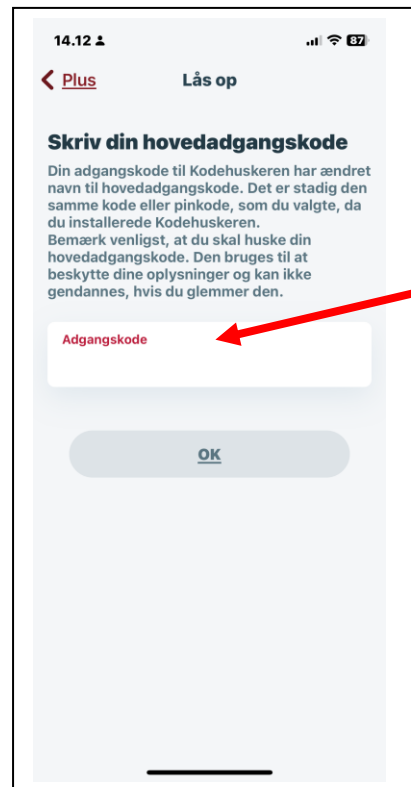 14.12
87
Plus
Lås op
Skriv din hovedadgangskode
Din adgangskode til Kodehuskeren har ændret
navn til hovedadgangskode. Det er stadig den
samme kode eller pinkode, som du valgte, da
du installerede Kodehuskeren.
Bemærk venligst, at du skal huske din
hovedadgangskode. Den bruges til at
beskytte dine oplysninger og kan ikke
gendannes, hvis du glemmer den.
Adgangskode
OK